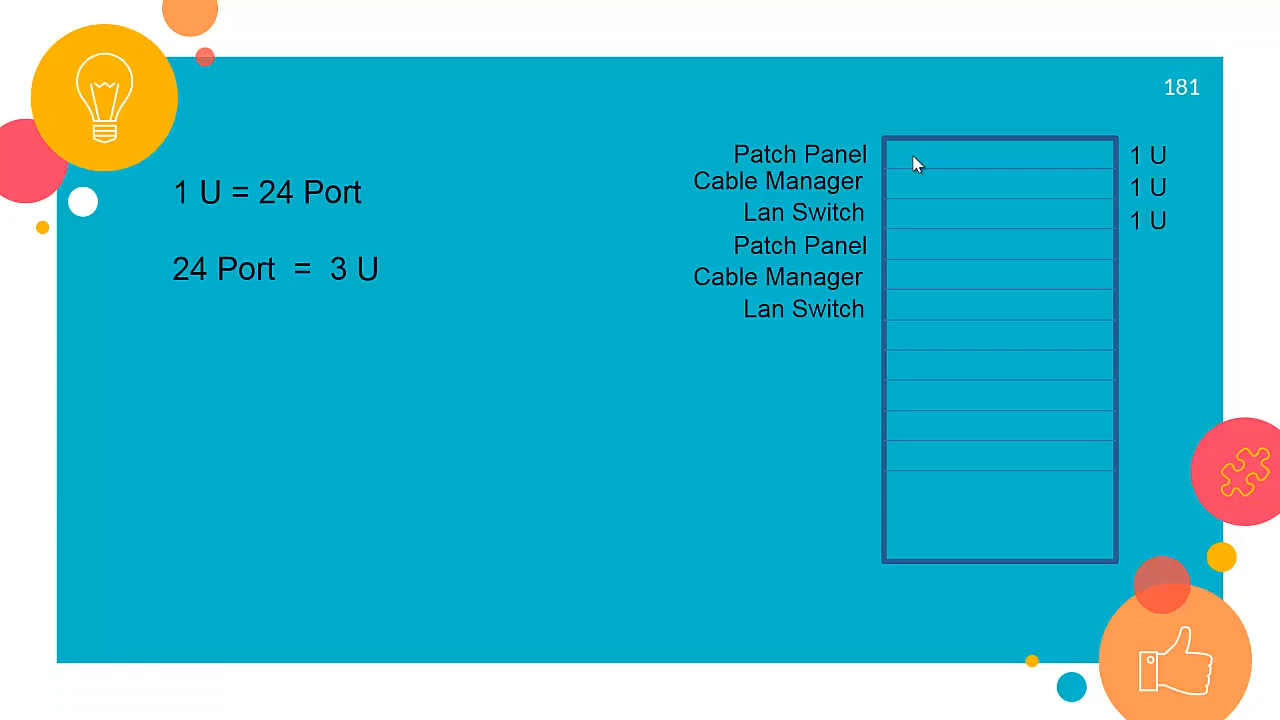 181
1 U = 24 Port
24 Port = 3 U
Patch Panel 1 U
Cable Manager 1 U
Lan Switch 1 U
Patch Panel
Cable Manager
Lan Switch